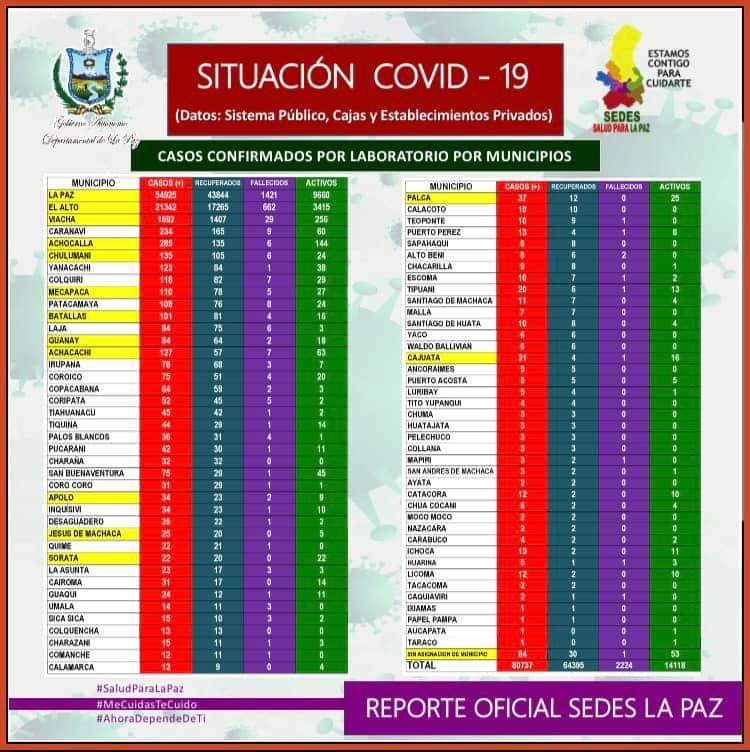 SITUACIÓN COVID - 19
(Datos: Sistema Público, Cajas y Establecimientos Privados)
Gobierno Autónomo
Departamental de La Paz
ESTAMOS
CONTIGO
PARA
CUIDARTE
SEDES
SALUD PARA LA PAZ
CASOS CONFIRMADOS POR LABORATORIO POR MUNICIPIOS
MUNICIPIO CASOS (+) RECUPERADOS FALLECIDOS ACTIVOS
LA PAZ 54925 43844 1421 9660
EL ALTO 21342 17265 662 3415
VIACHA 1692 1407 29 256
CARANAVI 234 165 9 60
ACHOCALLA 285 135 6 144
CHULUMANI 135 105 6 24
YANACACHI 123 84 1 38
COLQUIRI 118 82 7 29
MECAPACA 110 78 5 27
PATACAMAYA 108 76 8 24
BATALLAS 101 81 4 16
LAJA 84 75 6 3
GUANAY 84 64 2 18
ACHACACHI 127 57 7 63
IRUPANA 78 68 3 7
COROICO 75 51 4 20
COPACABANA 64 59 2 3
CORIPATA 52 45 5 2
TIAHUANACU 45 42 1 2
TIQUINA 44 29 1 14
PALOS BLANCOS 36 31 4 1
PUCARANI 42 30 1 11
CHARAÑA 32 32 0 0
SAN BUENAVENTURA 75 29 1 45
CORO CORO 31 29 1 1
APOLO 34 23 2 9
INQUISIVI 34 23 1 10
DESAGUADERO 25 22 1 2
JESUS DE MACHACA 25 20 0 5
QUIME 22 21 1 0
SORATA 22 20 0 22
LA ASUNTA 23 17 3 3
CAIROMA 31 17 0 14
GUAQUI 24 12 1 11
UMALA 14 11 3 0
SICA SICA 15 10 3 2
COLQUENCHA 13 13 0 0
CHARAZANI 15 11 1 3
COMANCHE 12 11 1 0
CALAMARCA 13 9 0 4
MUNICIPIO CASOS (+) RECUPERADOS FALLECIDOS ACTIVOS
PALCA 37 12 0 25
CALACOTO 10 10 0 0
TEOPONTE 10 9 1 0
PUERTO PEREZ 13 4 1 8
SAPAHAQUI 8 8 0 0
ALTO BENI 8 6 2 0
CHACARILLA 9 8 0 1
ESCOMA 10 7 1 2
TIPUANI 20 6 1 13
SANTIAGO DE MACHACA 11 7 0 4
MALLA 7 7 0 0
SANTIAGO DE HUATA 10 6 0 4
YACO 6 6 0 0
WALDO BALLIVIAN 6 6 0 0
CAJUATA 21 4 1 16
ANCORAIMES 5 5 0 0
PUERTO ACOSTA 5 0 5
LURIBAY 5 4 0 1
TITO YUPANQUI 4 4 0 0
CHUMA 3 3 0 0
HUATAJATA 3 3 0 0
PELECHUCO 3 3 0 0
COLLANA 3 3 0 0
MAPIRI 3 2 1 0
SAN ANDRES DE MACHACA 3 2 0 1
AYATA 2 2 0 0
CATACORA 12 2 0 10
CHUA COCANI 6 2 0 4
MOCO MOCO 2 2 0 0
NAZACARA 2 2 0 0
CARABUCO 4 2 0 2
ICHOCA 13 2 0 11
HUARINA 5 1 1 3
LICOMA 12 2 0 10
TACACOMA 2 2 0 0
CAQUIAVIRI 2 1 1 0
IXIAMAS 1 1 0 0
PAPEL PAMPA 1 1 0 0
AUCAPATA 1 0 0 1
TARACO 1 0 0 1
SIN ASIGNACION DE MUNICIPIO 84 30 1 53
TOTAL 80737 64395 2224 14118
#SaludParaLaPaz
#MeCuidasTeCuido
#AhoraDependeDeTi
REPORTE OFICIAL SEDES LA PAZ